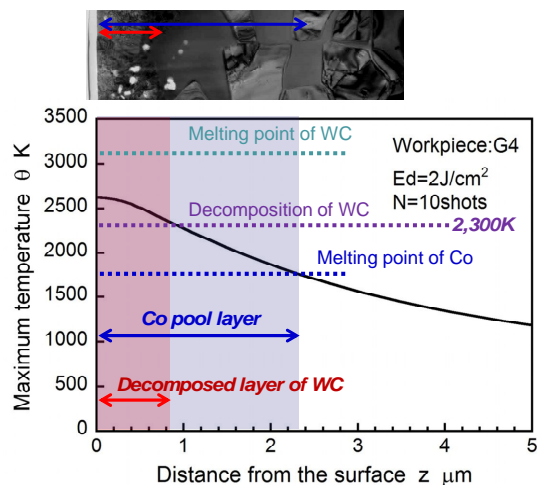 3500
3000
2500
2000
1500
1000
500
0
Maximum temperature θ K
Melting point of WC
Workpiece:G4
Ed=2J/cm²
N=10shots
Decomposition of WC
2,300K
Melting point of Co
Co pool layer
Decomposed layer of WC
0 1 2 3 4 5
Distance from the surface z μm